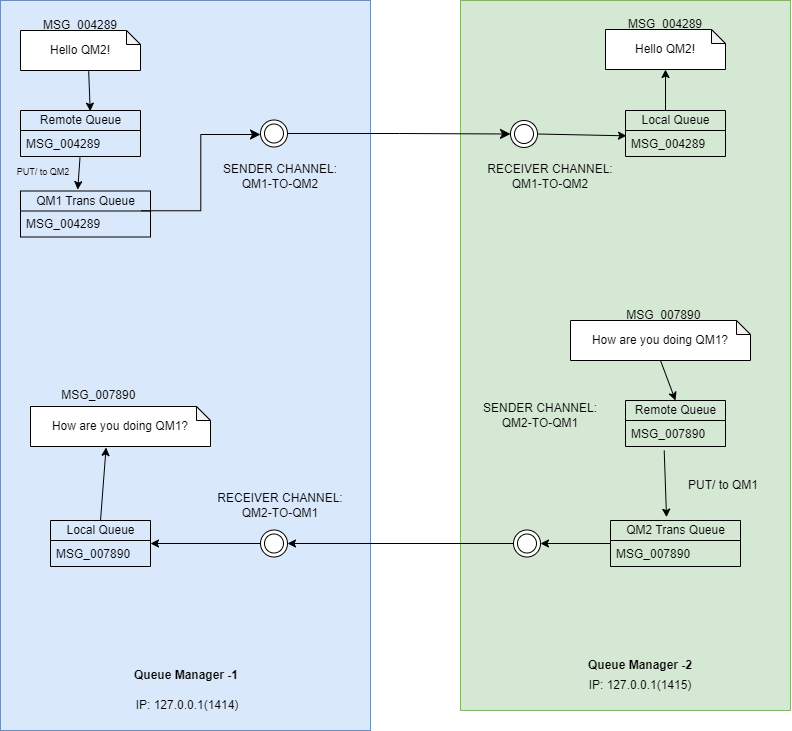 MSG_004289
Hello QM2!
Remote Queue
MSG_004289
PUT/ to QM2
QM1 Trans Queue
MSG_004289
SENDER CHANNEL:
QM1-TO-QM2
RECEIVER CHANNEL:
QM1-TO-QM2
MSG_004289
Hello QM2!
Local Queue
MSG_004289
MSG_007890
How are you doing QM1?
SENDER CHANNEL:
QM2-TO-QM1
Remote Queue
MSG_007890
PUT/ to QM1
QM2 Trans Queue
MSG_007890
MSG_007890
How are you doing QM1?
RECEIVER CHANNEL:
QM2-TO-QM1
Local Queue
MSG_007890
Queue Manager -1
IP: 127.0.0.1(1414)
Queue Manager -2
IP: 127.0.0.1(1415)